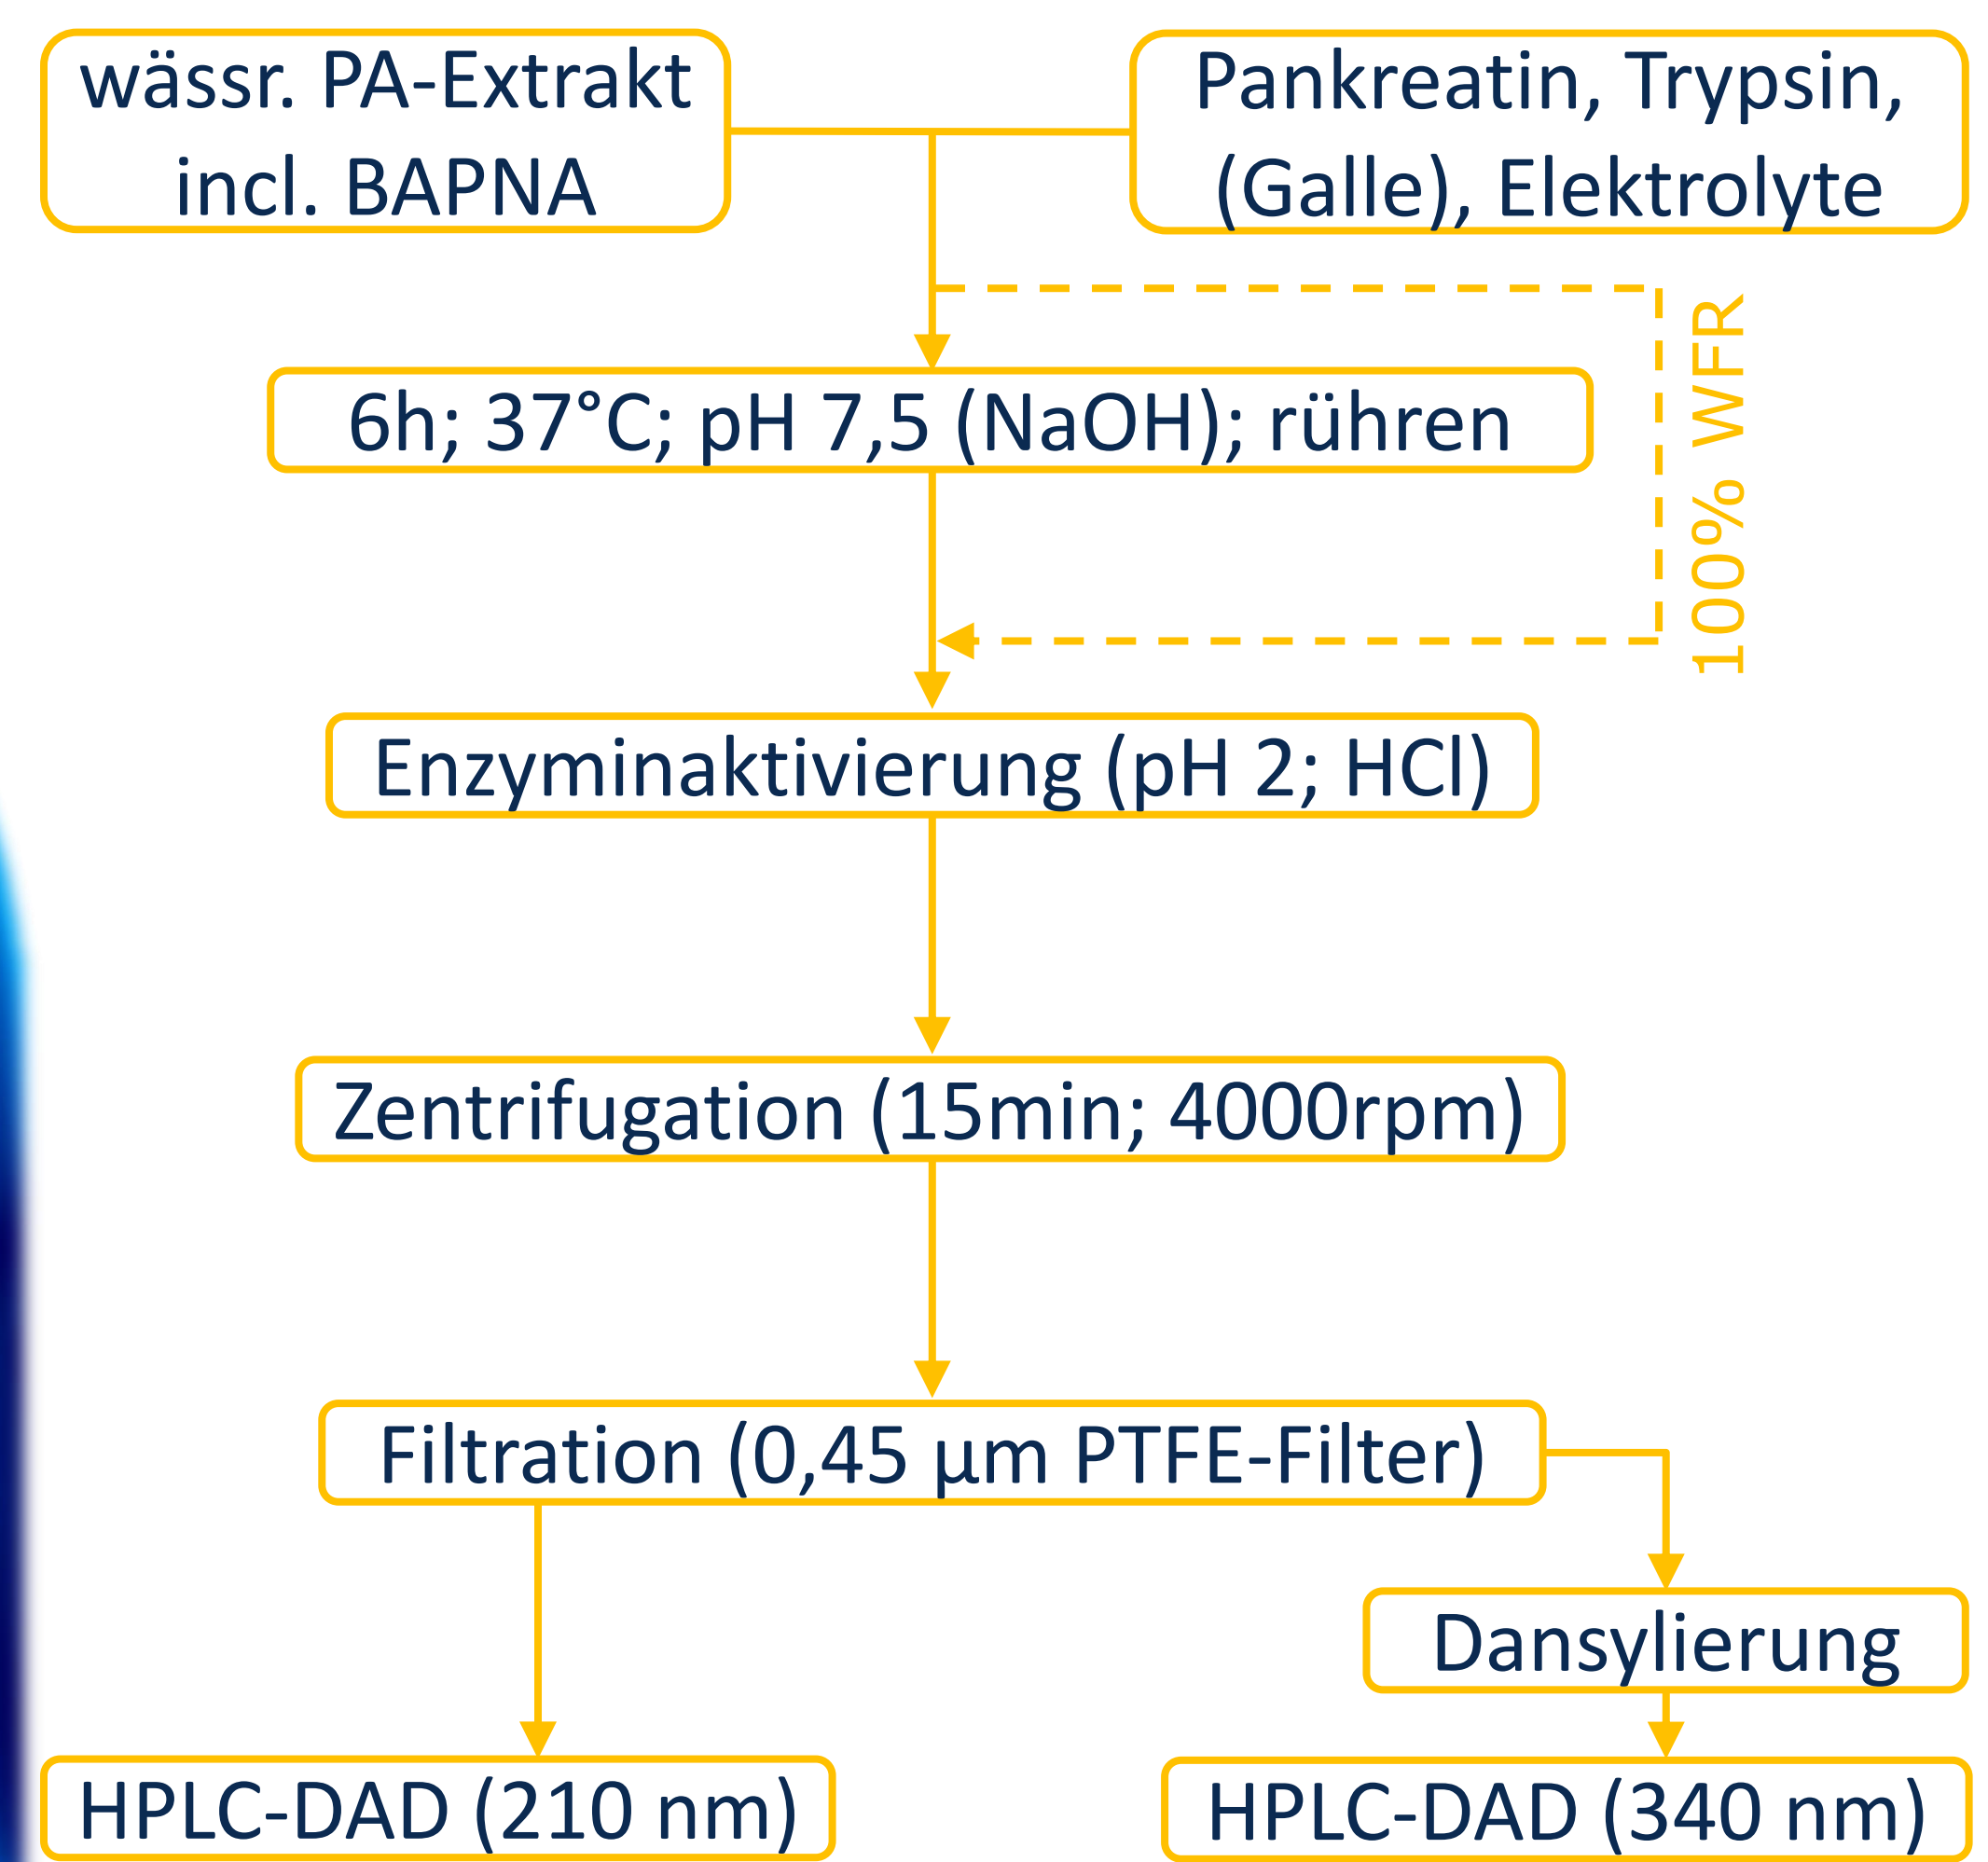 wässr. PA-Extrakt
incl. BAPNA
Pankreatin, Trypsin,
(Galle), Elektrolyte
100% WFR
6h; 37°C; pH 7,5 (NaOH); rühren
Enzyminaktivierung (pH 2; HCl)
Zentrifugation (15min; 4000rpm)
Filtration (0,45 µm PTFE-Filter)
Dansylierung
HPLC-DAD (210 nm)
HPLC-DAD (340 nm)